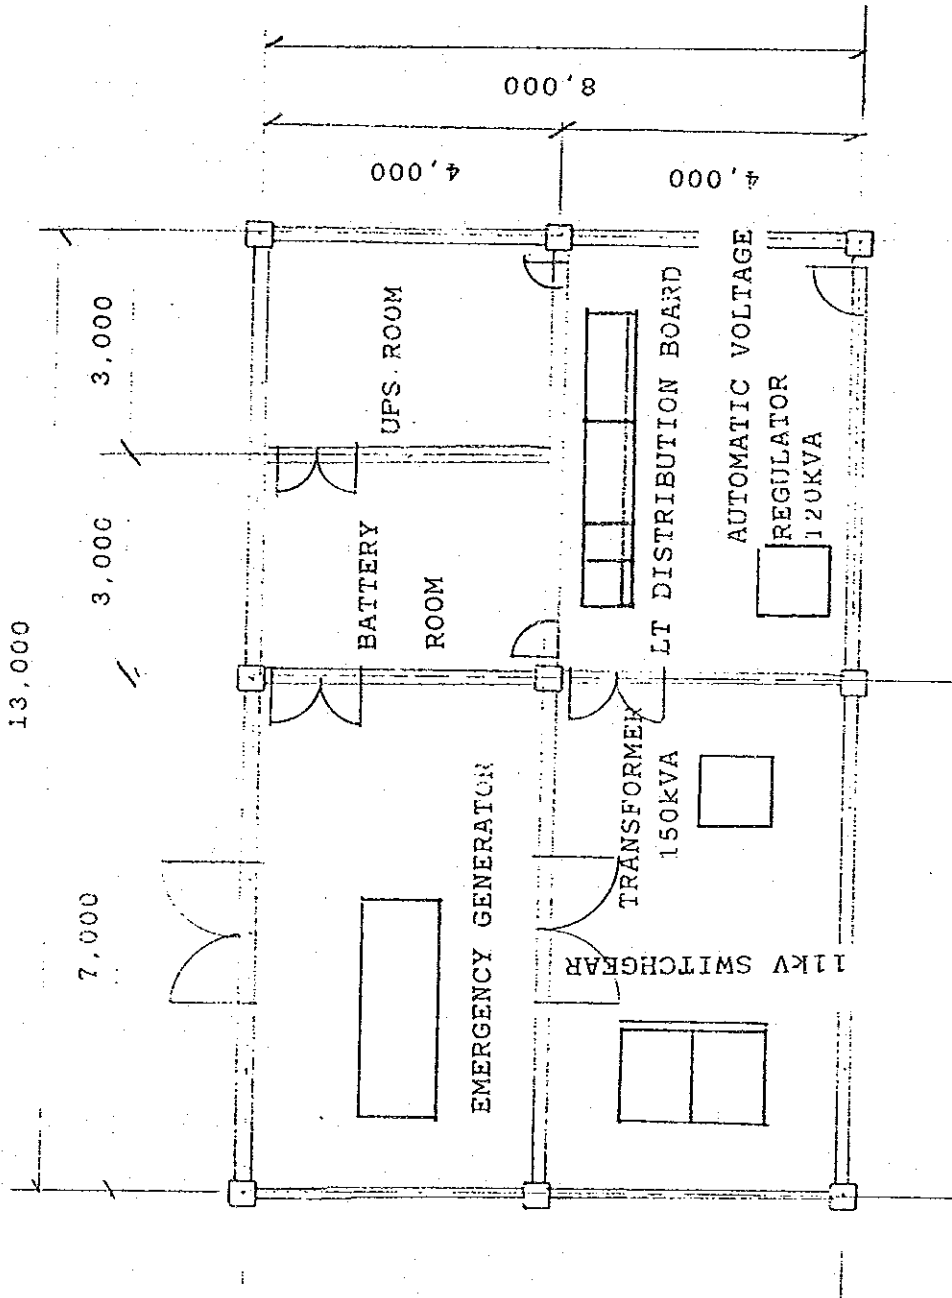 13,000
7,000
3,000
3,000
8,000
4,000
4,000
EMERGENCY GENERATOR
BATTERY
ROOM
UPS ROOM
TRANSFORMER
150kVA
11kV SWITCHGEAR
LT DISTRIBUTION BOARD
AUTOMATIC VOLTAGE
REGULATOR
120KVA